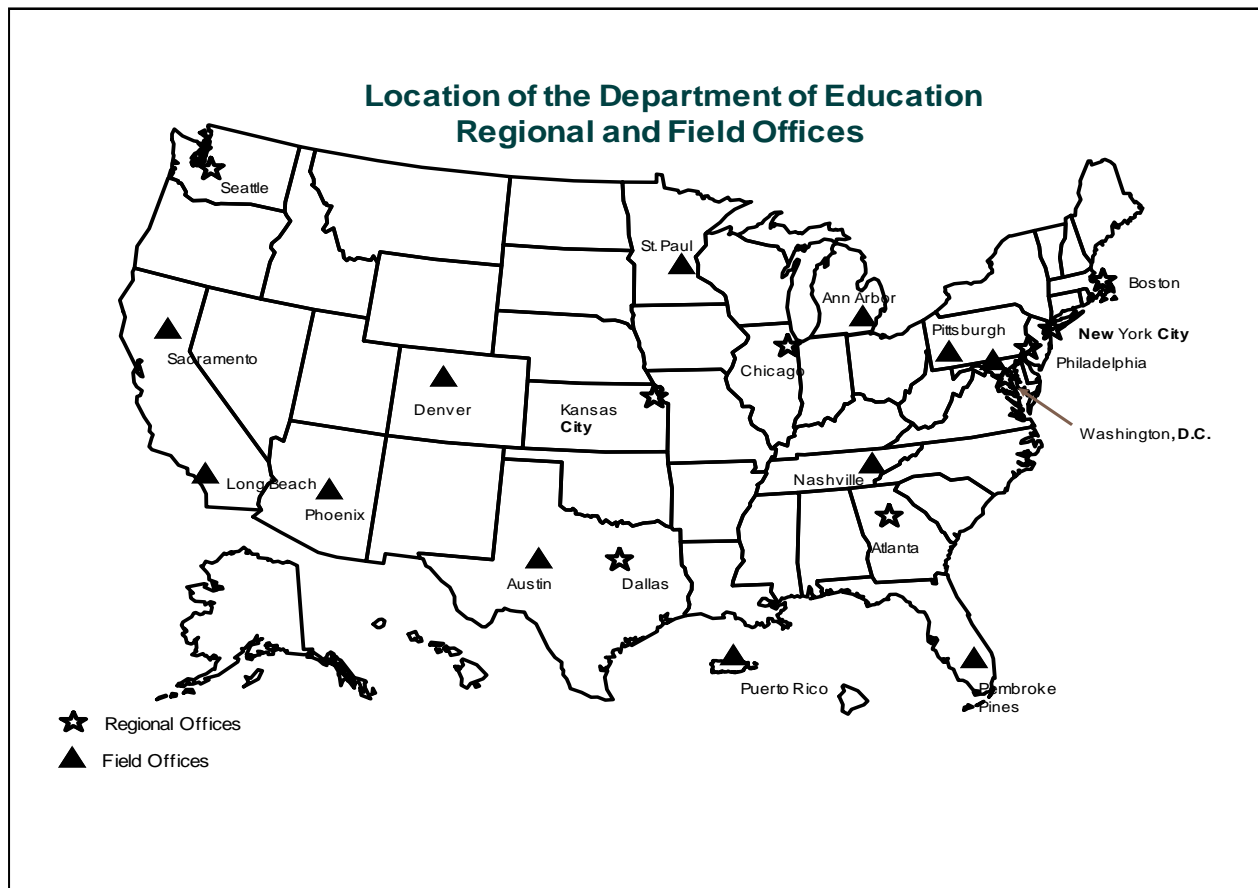 Location of the Department of Education
Regional and Field Offices
Seattle
St. Paul
Ann Arbor
Boston
Pittsburgh
New York City
Sacramento
Chicago
Philadelphia
Denver
Kansas
City
Washington, D.C.
Long Beach
Nashville
Phoenix
Atlanta
Austin
Dallas
Puerto Rico
Pembroke
Pines
Regional Offices
Field Offices